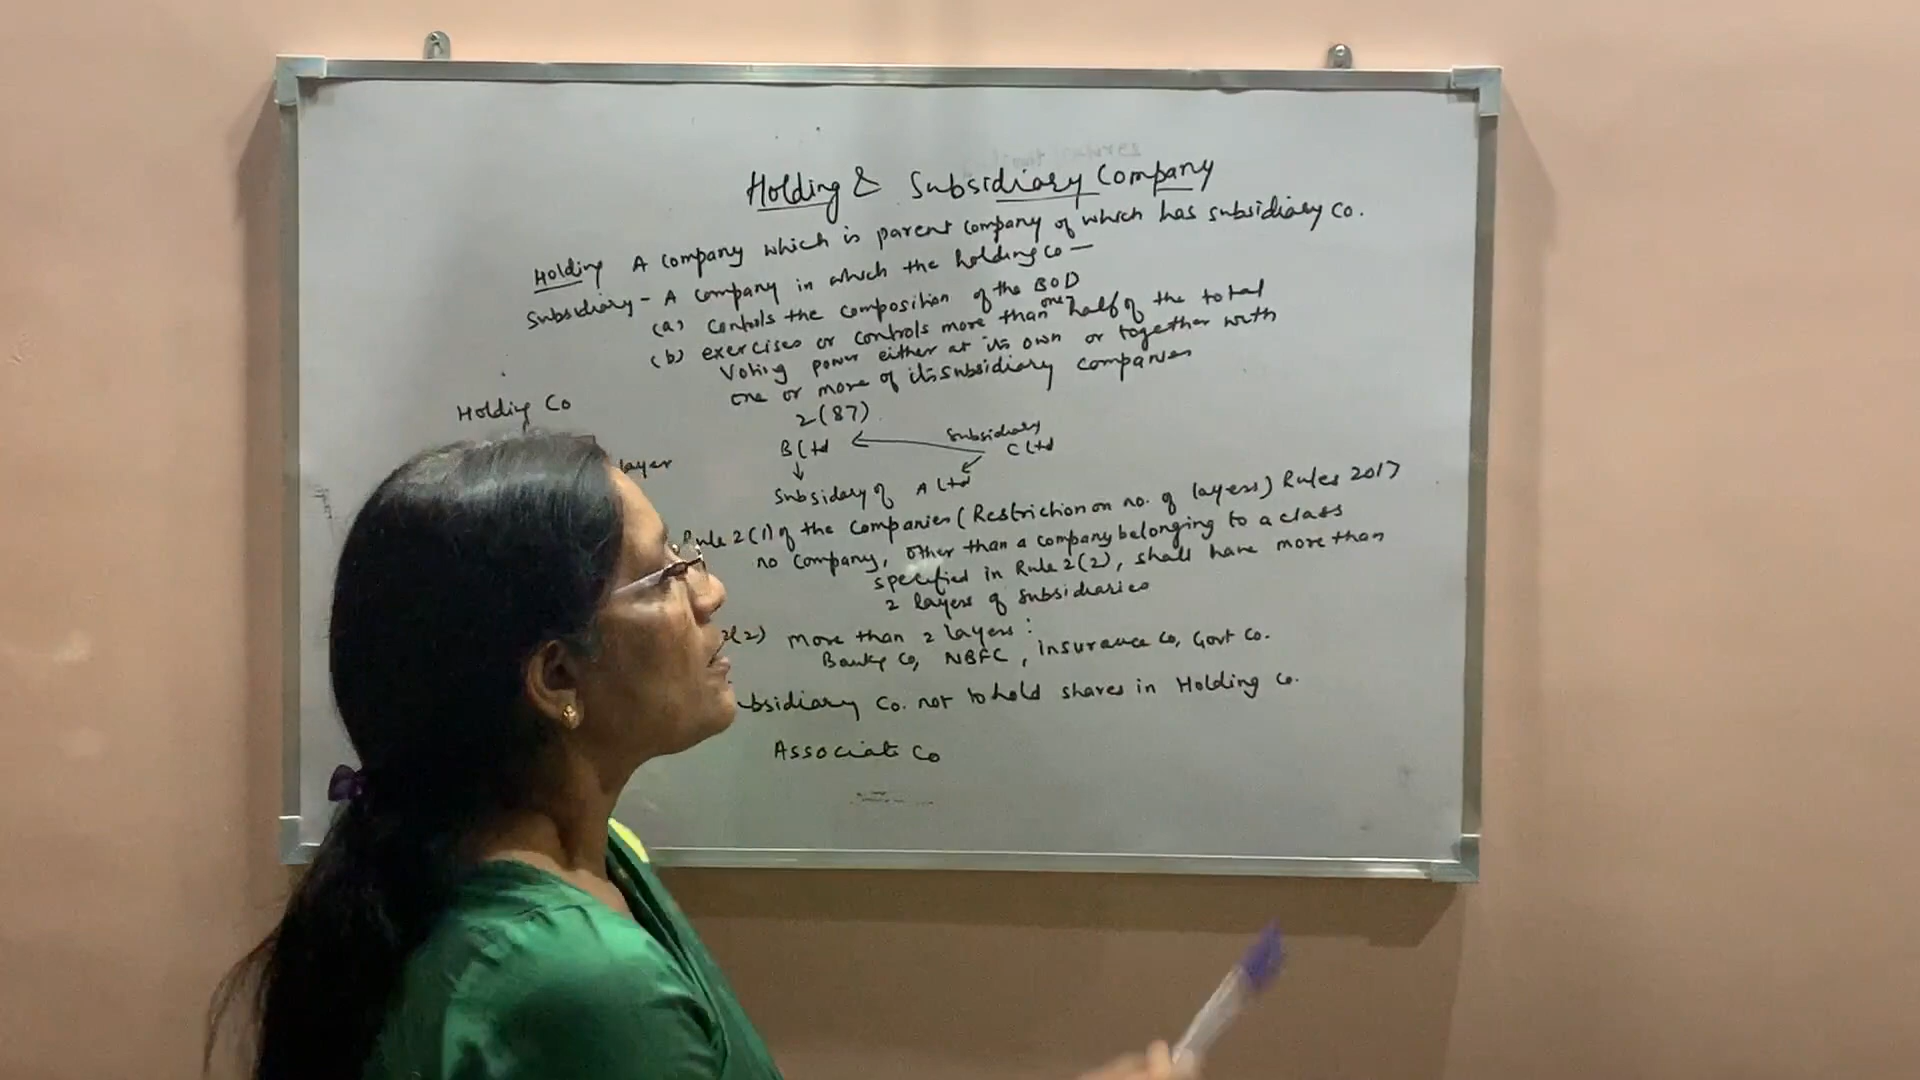 Holding & Subsidiary Company
Holding A company which is parent company of which has subsidiary Co.
Subsidiary - A company in which the holding Co —
(a) Controls the composition of the BOD
(b) exercises or controls more than one half of the total
Voting power either at its own or together with
one or more of its subsidiary companies
2(87)
Holding Co
layer
B Ltd
Subsidiary
C Ltd
Subsidary of A Ltd
Rule 2(1) of the Companies (Restriction on no. of layers) Rules 2017
no company, other than a company belonging to a class
specified in Rule 2(2), shall have more than
2 layers of subsidiaries
2(2) more than 2 layers:
Bankg Co, NBFC, insurance Co, Govt Co.
bsidiary Co. not to hold shares in Holding Co.
Associate Co